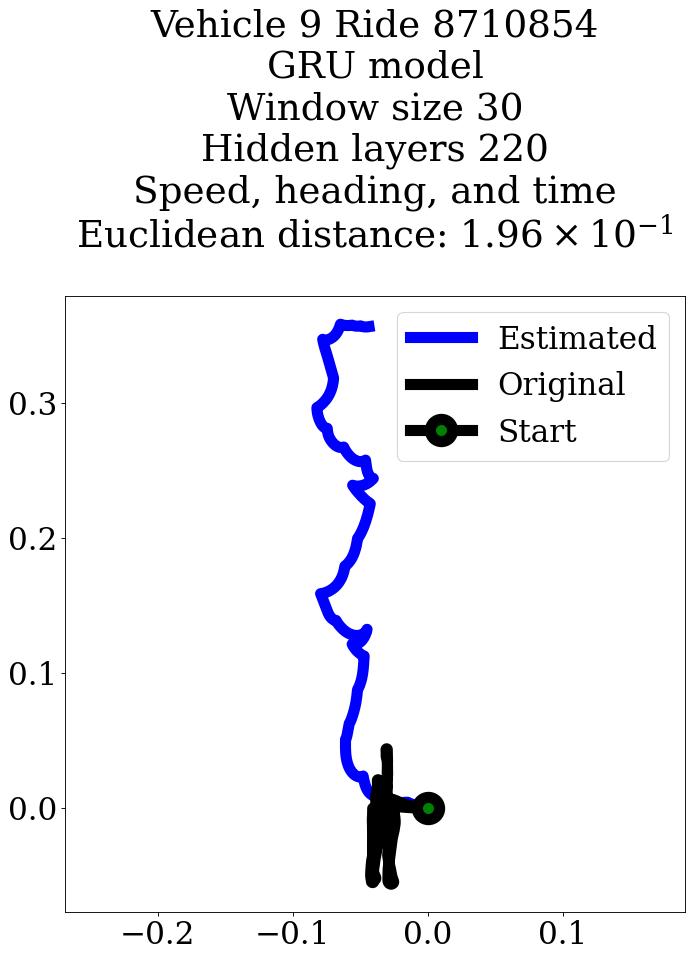 Vehicle 9 Ride 8710854
GRU model
Window size 30
Hidden layers 220
Speed, heading, and time
Euclidean distance: 1.96 × 10⁻¹
Estimated
Original
Start
0.3
0.2
0.1
0.0
−0.2
−0.1
0.0
0.1